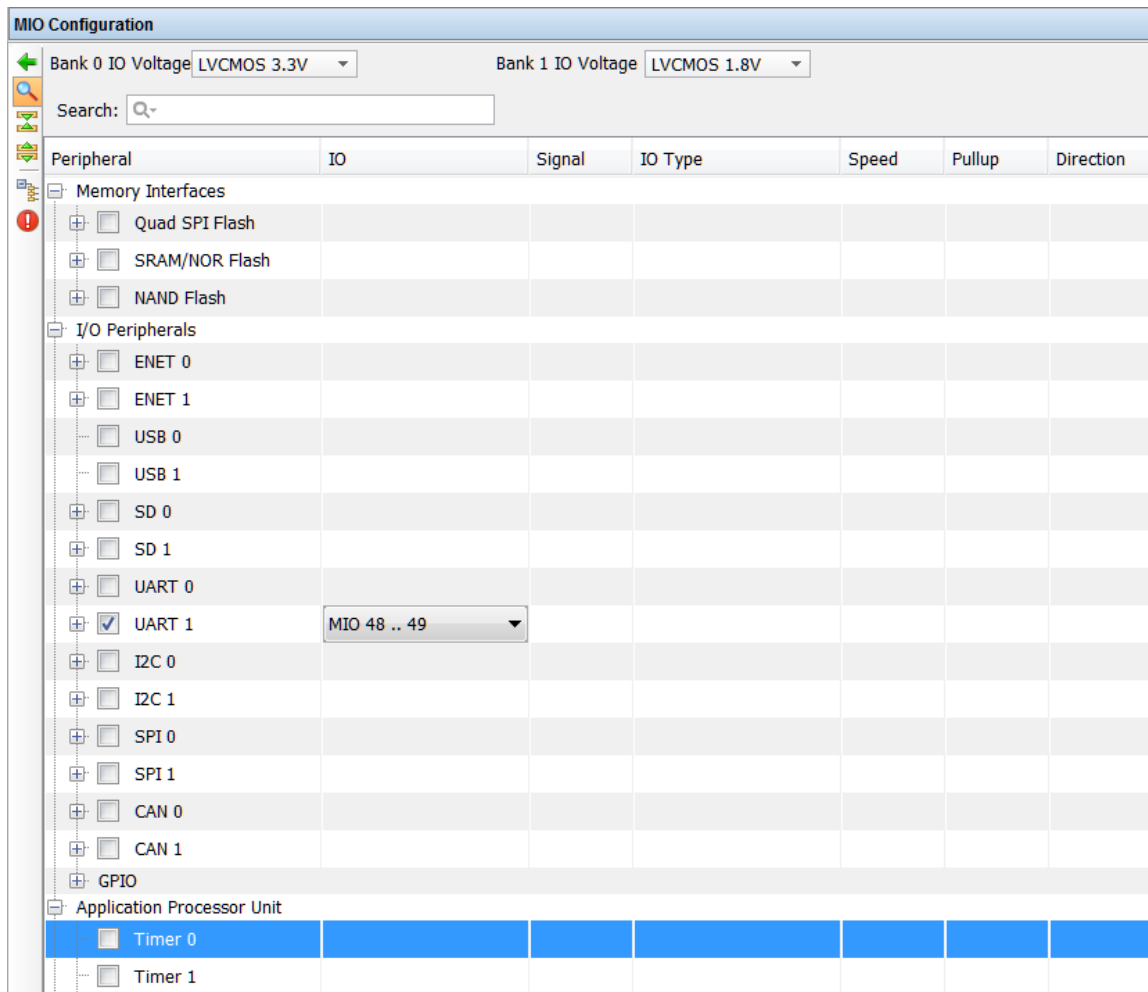 MIO Configuration
Bank 0 IO Voltage LVCMOS 3.3V Bank 1 IO Voltage LVCMOS 1.8V
Search:
Peripheral IO Signal IO Type Speed Pullup Direction
Memory Interfaces
Quad SPI Flash
SRAM/NOR Flash
NAND Flash
I/O Peripherals
ENET 0
ENET 1
USB 0
USB 1
SD 0
SD 1
UART 0
UART 1 MIO 48 .. 49
I2C 0
I2C 1
SPI 0
SPI 1
CAN 0
CAN 1
GPIO
Application Processor Unit
Timer 0
Timer 1